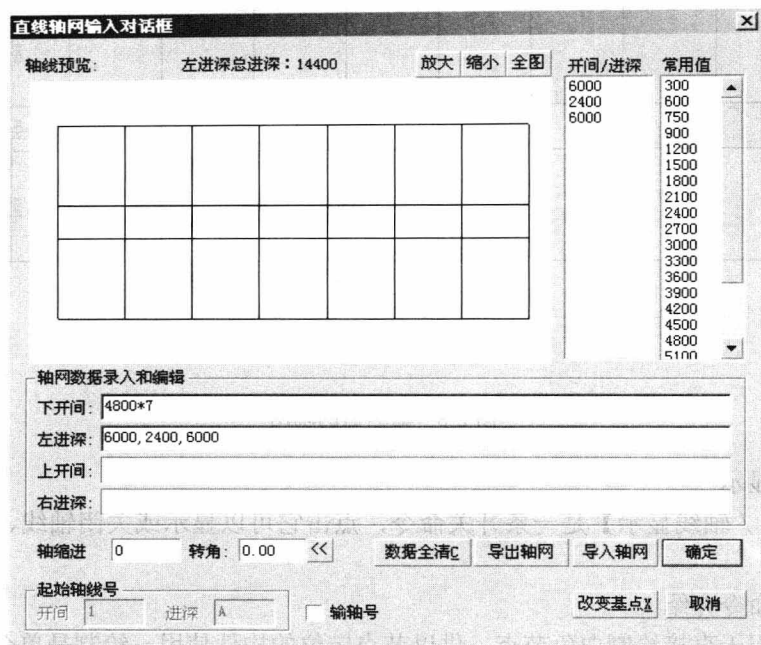 直线轴网输入对话框
轴线预览: 左进深总进深：14400 放大 缩小 全图 开间/进深 常用值
6000
2400
6000
300
600
750
900
1200
1500
1800
2100
2400
2700
3000
3300
3600
3900
4200
4500
4800
5100
轴网数据录入和编辑
下开间: 4800*7
左进深: 6000,2400,6000
上开间:
右进深:
轴缩进 0 转角: 0.00 << 数据全清C 导出轴网 导入轴网 确定
起始轴线号
开间 1 进深 A 输轴号 改变基点X 取消